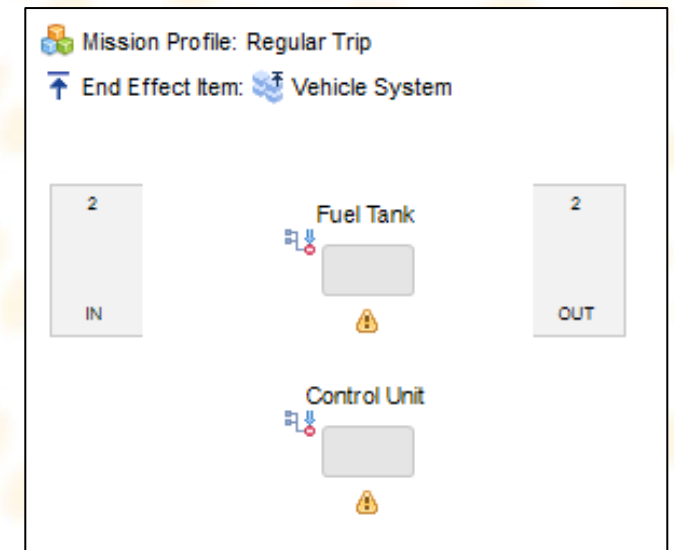 Mission Profile: Regular Trip
End Effect Item: Vehicle System
2
Fuel Tank
2
IN
OUT
Control Unit